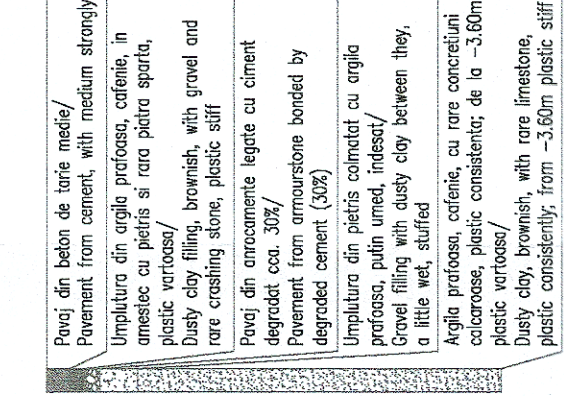 Pavaj din beton de tarie medie/
Pavement from cement, with medium strongly
Umplutura din argila prafoasa, cafenie, in
amestec cu pietris si rara piatra sparta,
plastic vartoasa/
Dusty clay filling, brownish, with gravel and
rare crashing stone, plastic stiff
Pavaj din anrocamente legate cu ciment
degradat cca. 30%/
Pavement from armourstone bonded by
degraded cement (30%)
Umplutura din pietris colmatat cu argila
prafoasa, putin umed, indesat/
Gravel filling with dusty clay between they,
a little wet, stuffed
Argila prafoasa, cafenie, cu rare concretiuni
calcaroase, plastic consistenta; de la -3.60m
plastic vartoasa/
Dusty clay, brownish, with rare limestone,
plastic consistently; from -3.60m plastic stiff